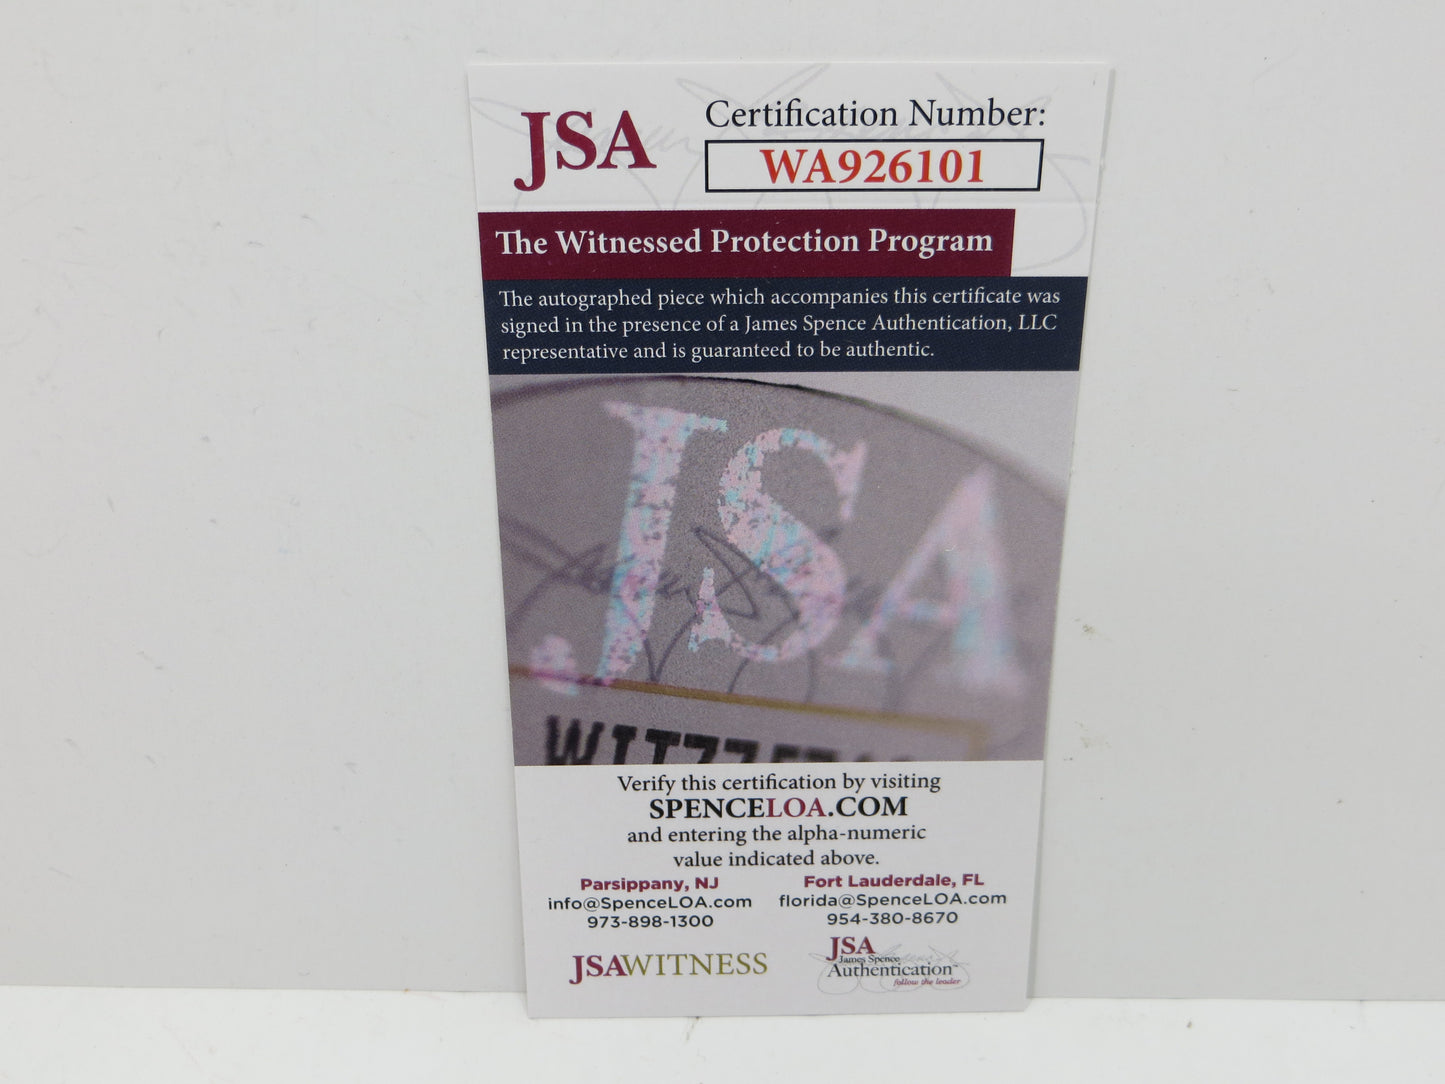 JSA
Certification Number:
WA926101
The Witnessed Protection Program
The autographed piece which accompanies this certificate was
signed in the presence of a James Spence Authentication, LLC
representative and is guaranteed to be authentic.
JSA
Verify this certification by visiting
SPENCELOA.COM
and entering the alpha-numeric
value indicated above.
Parsippany, NJ
info@SpenceLOA.com
973-898-1300
Fort Lauderdale, FL
florida@SpenceLOA.com
954-380-8670
JSAWITNESS
JSA
James Spence
Authentication™
follow the leader